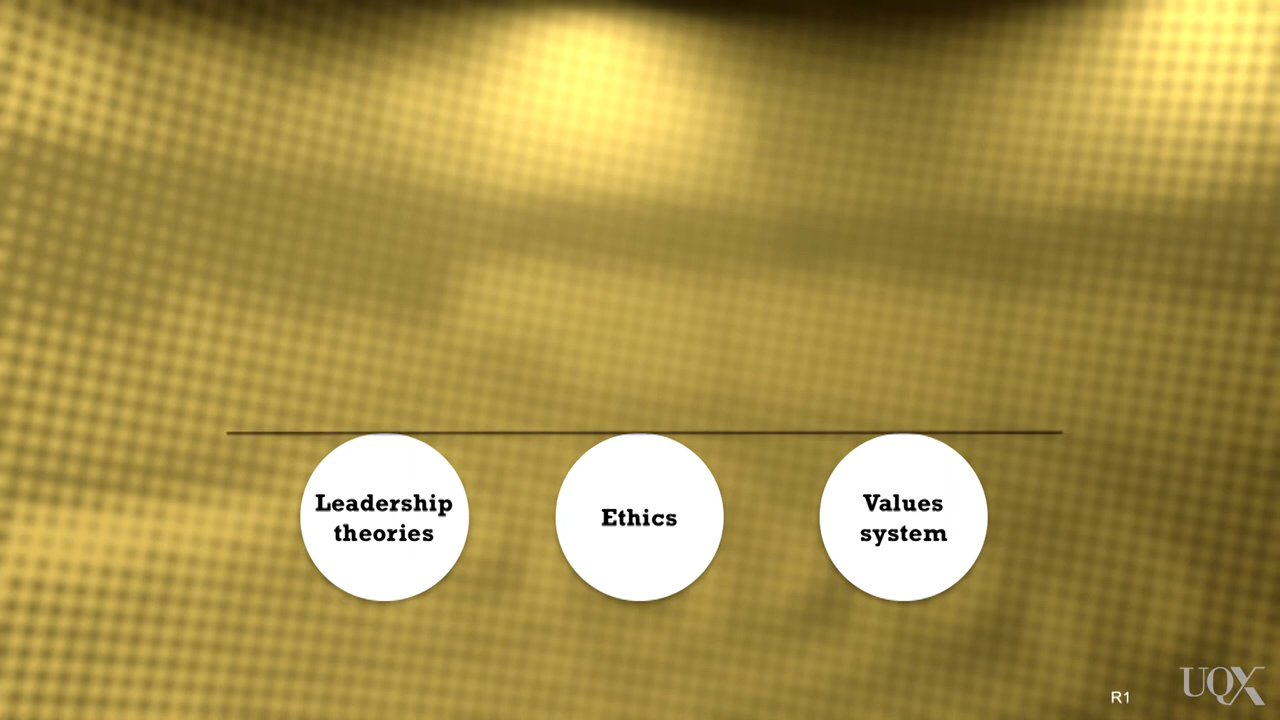 Leadership
theories
Ethics
Values
system
R1
UQX